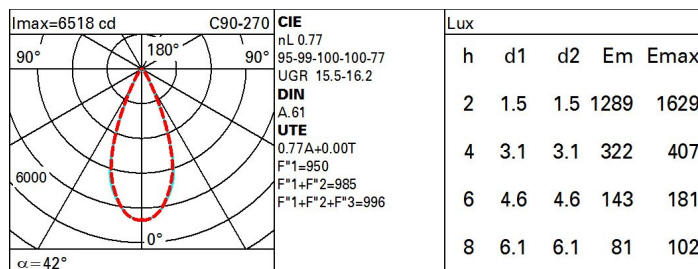 Imax=6518 cd C90-270
90° 180° 90°
6000
0°
α=42°
CIE
nL 0.77
95-99-100-100-77
UGR 15.5-16.2
DIN
A.61
UTE
0.77A+0.00T
F"1=950
F"1+F"2=985
F"1+F"2+F"3=996
Lux
h d1 d2 Em Emax
2 1.5 1.5 1289 1629
4 3.1 3.1 322 407
6 4.6 4.6 143 181
8 6.1 6.1 81 102